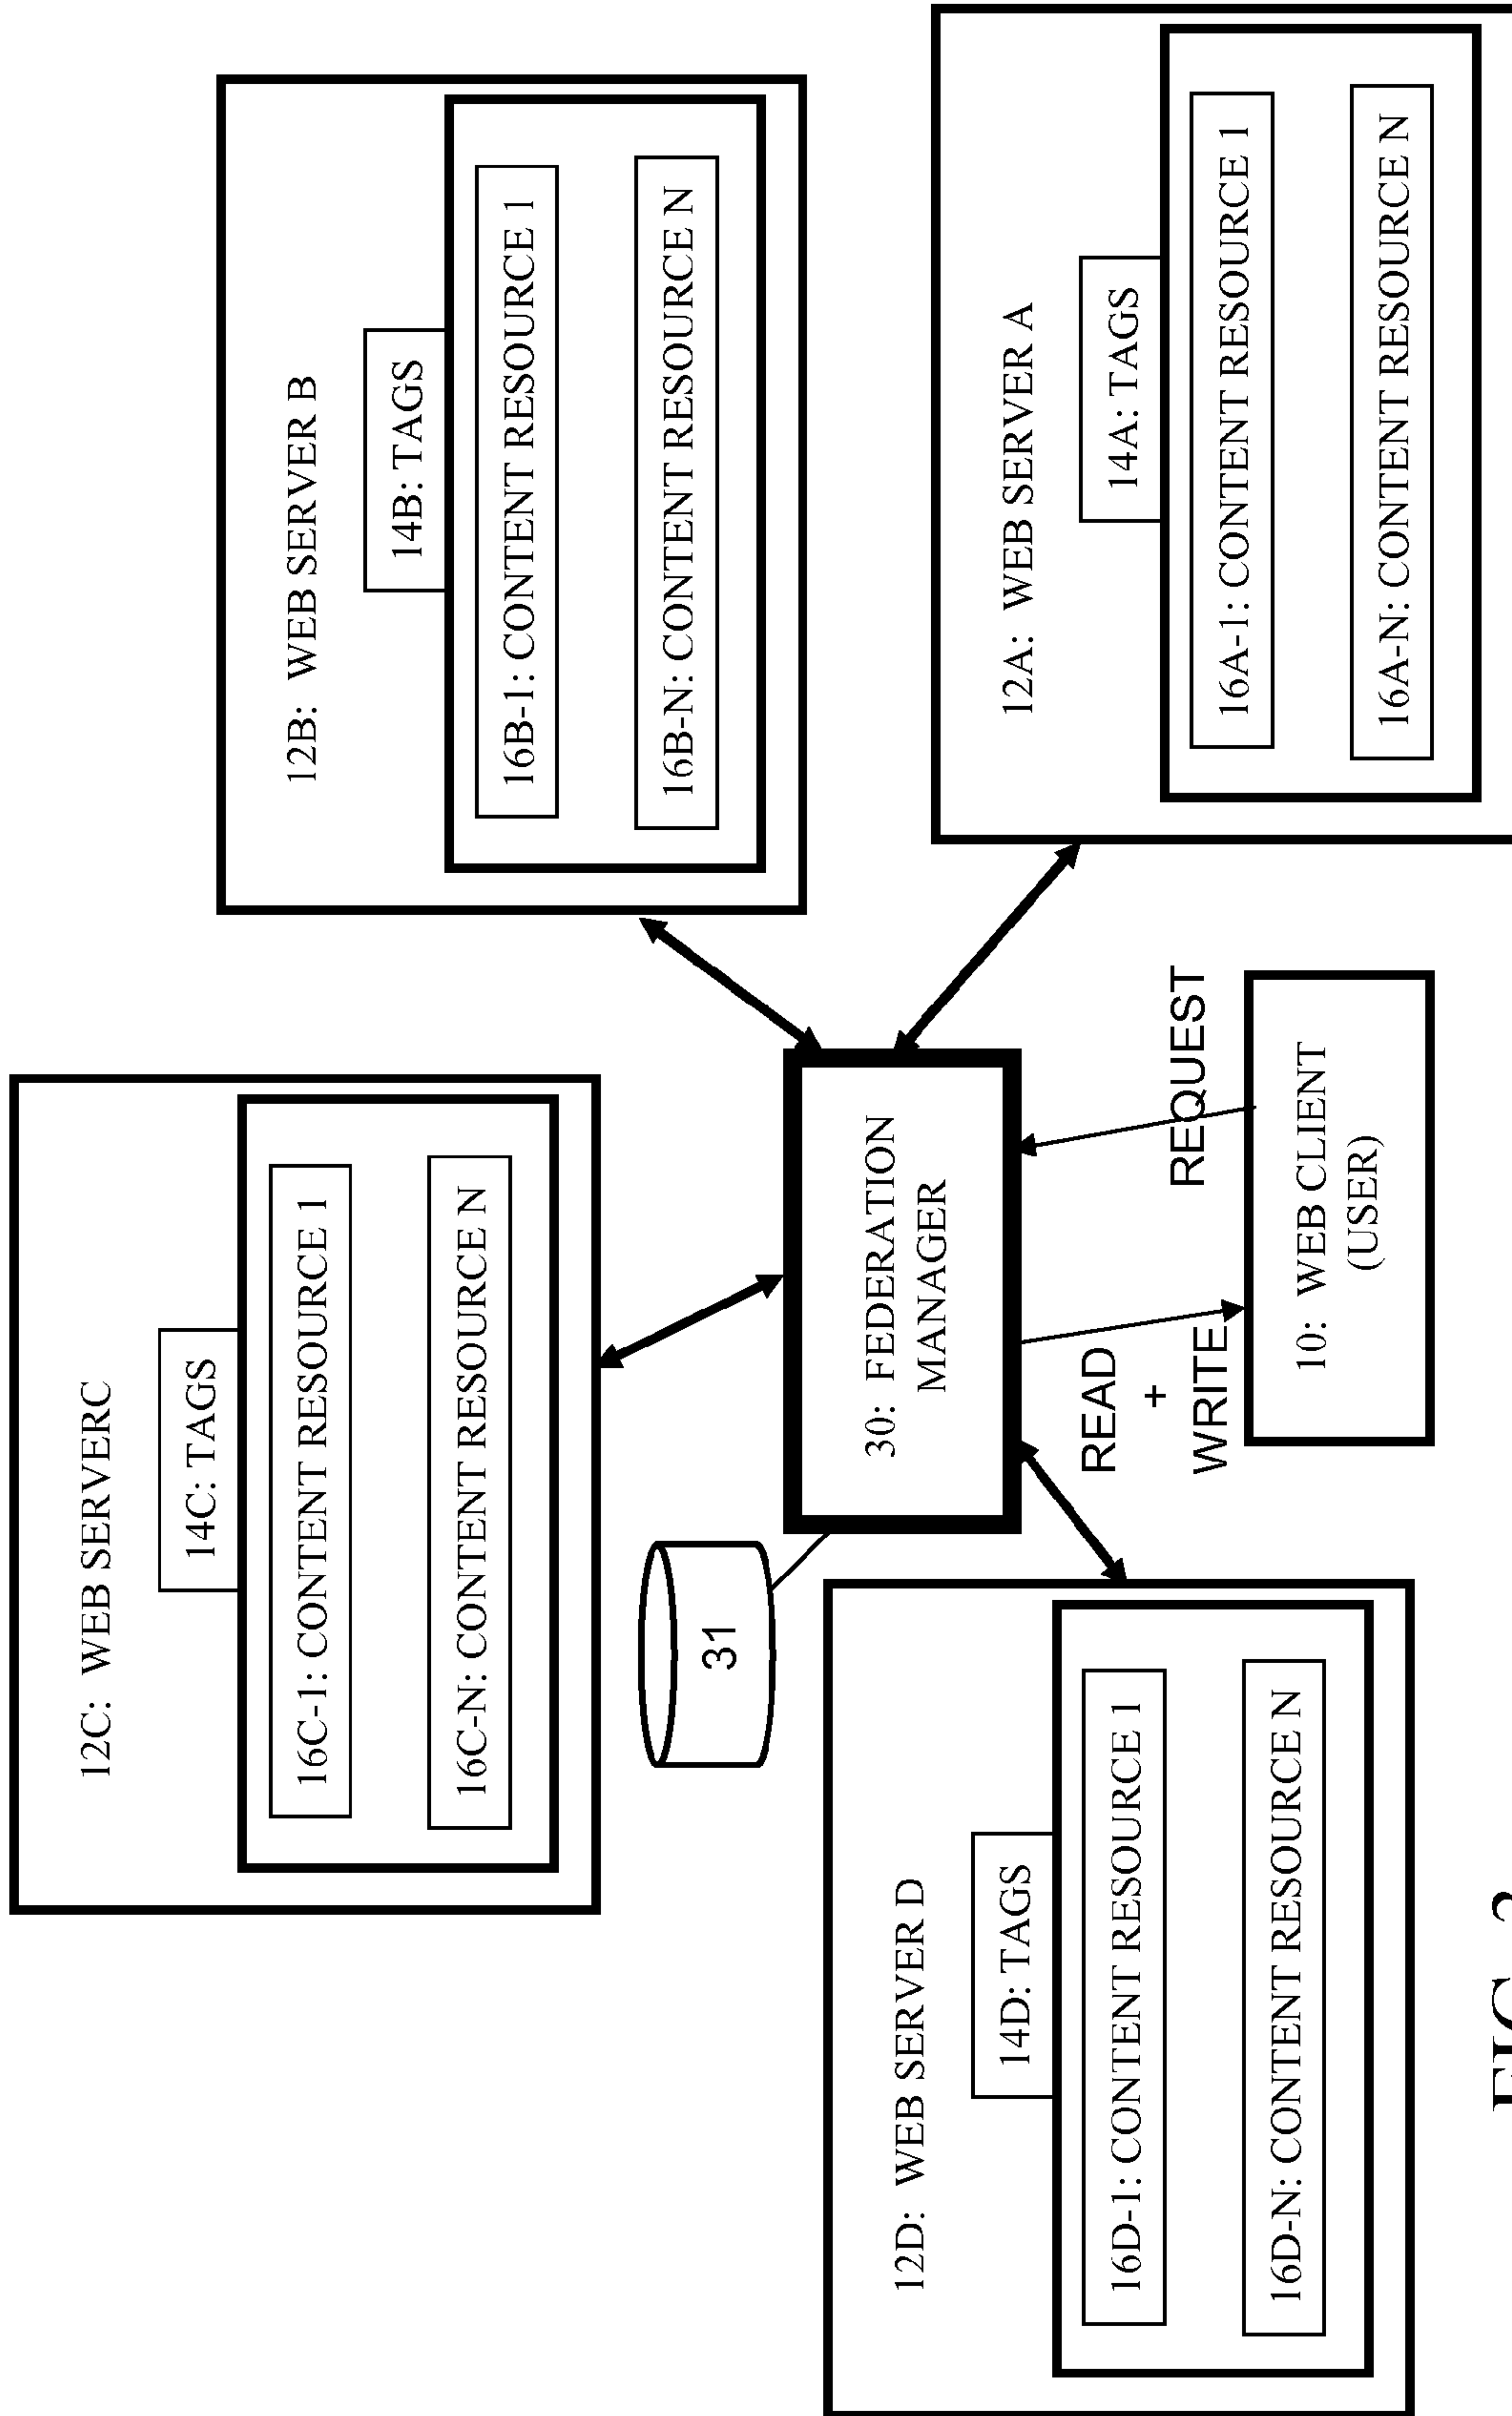 12C: WEB SERVERC
14C: TAGS
16C-1: CONTENT RESOURCE 1
16C-N: CONTENT RESOURCE N
12B: WEB SERVER B
14B: TAGS
16B-1: CONTENT RESOURCE 1
16B-N: CONTENT RESOURCE N
31
30: FEDERATION
MANAGER
12D: WEB SERVER D
14D: TAGS
16D-1: CONTENT RESOURCE 1
16D-N: CONTENT RESOURCE N
12A: WEB SERVER A
14A: TAGS
16A-1: CONTENT RESOURCE 1
16A-N: CONTENT RESOURCE N
READ
+
WRITE
REQUEST
10: WEB CLIENT
(USER)
FIG.